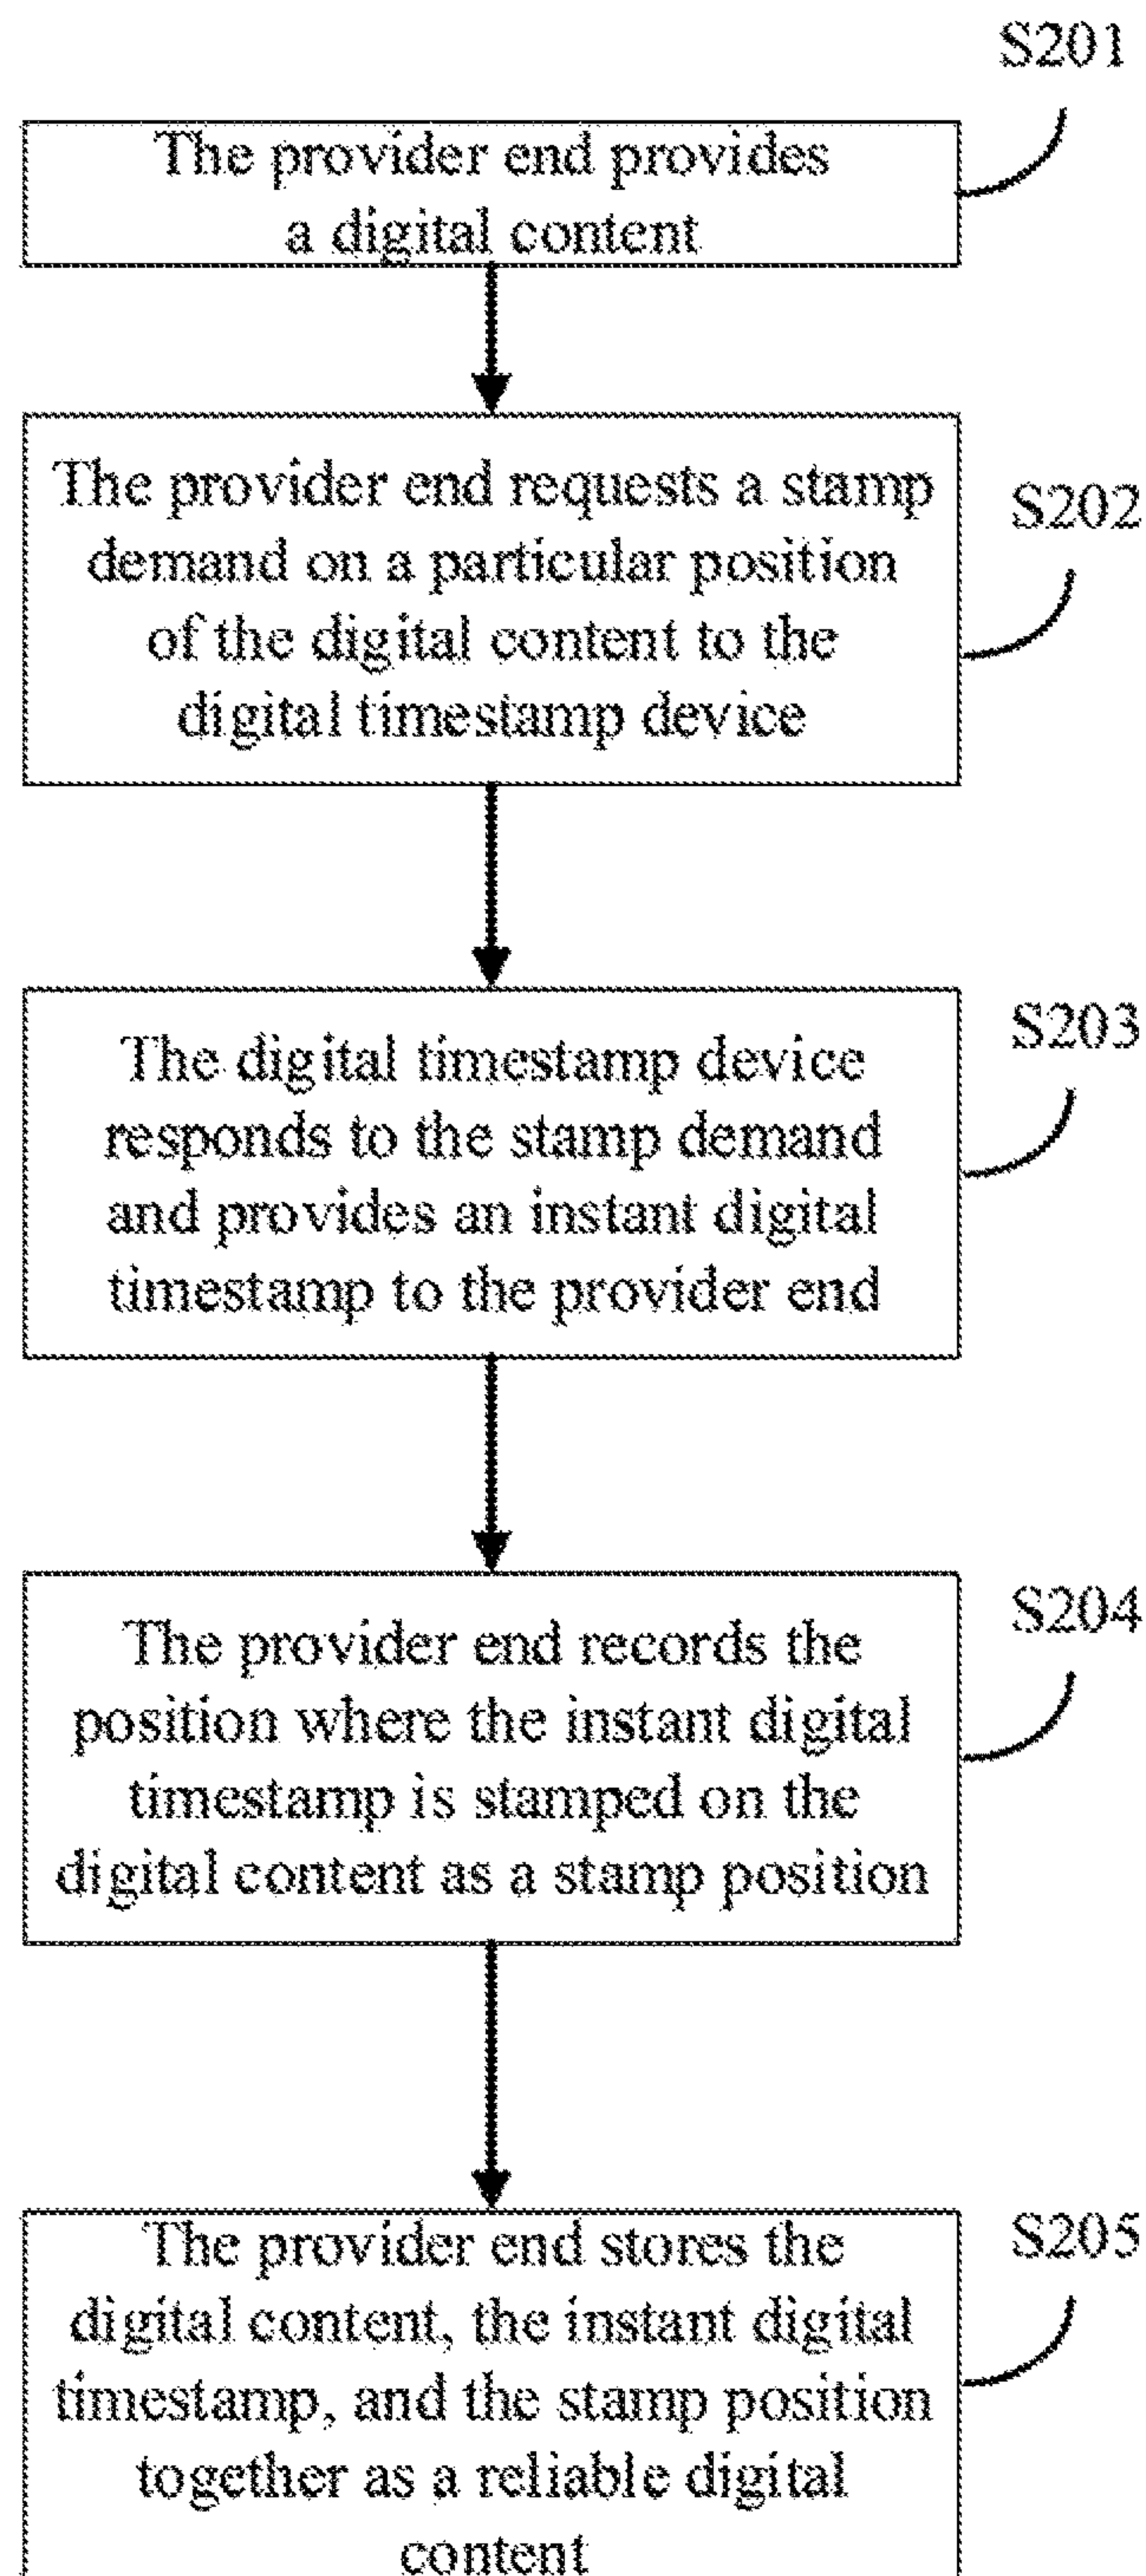 S201
The provider end provides
a digital content
S202
The provider end requests a stamp
demand on a particular position
of the digital content to the
digital timestamp device
S203
The digital timestamp device
responds to the stamp demand
and provides an instant digital
timestamp to the provider end
S204
The provider end records the
position where the instant digital
timestamp is stamped on the
digital content as a stamp position
S205
The provider end stores the
digital content, the instant digital
timestamp, and the stamp position
together as a reliable digital
content